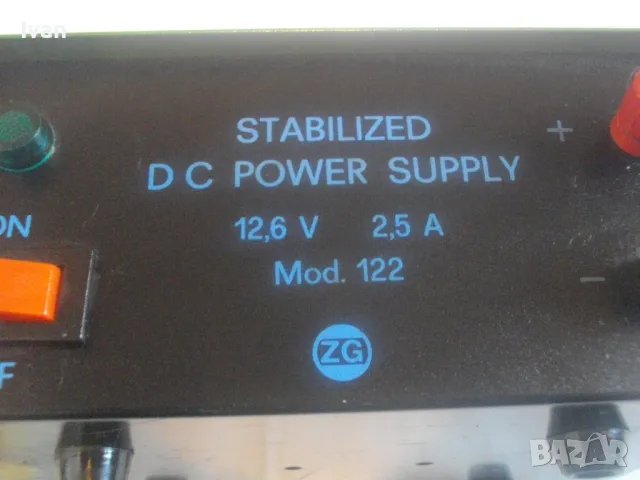 Ivan
STABILIZED
+
D C POWER SUPPLY
ON
12,6 V 2,5 A
Mod. 122
-
ZG
F
BAZAR